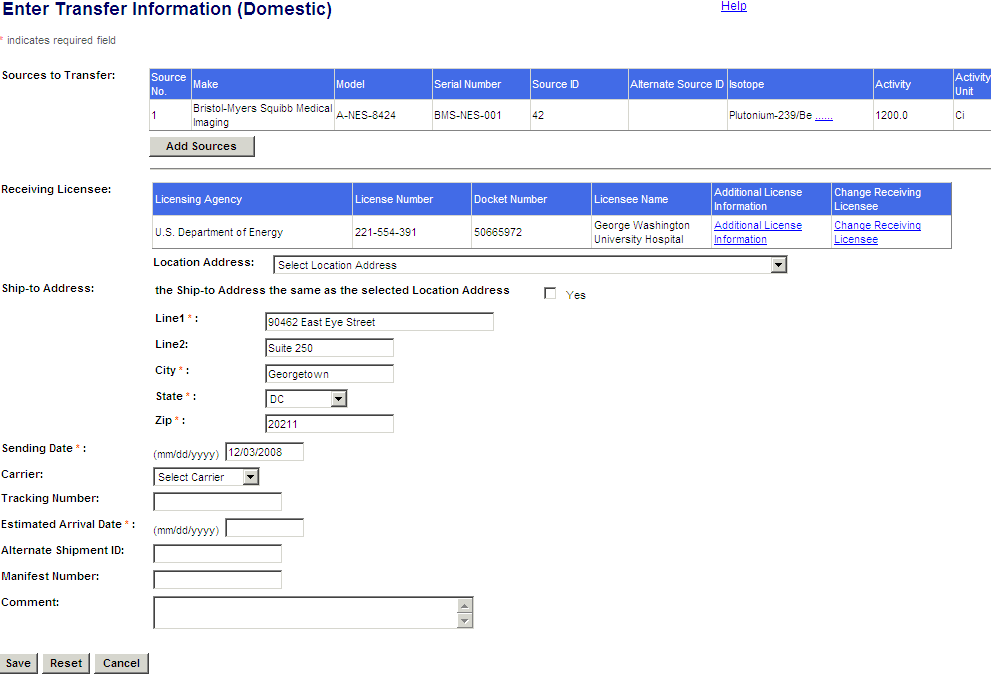 Enter Transfer Information (Domestic)
Help
* indicates required field
Sources to Transfer:
Source No. Make Model Serial Number Source ID Alternate Source ID Isotope Activity Activity Unit
1 Bristol-Myers Squibb Medical Imaging A-NES-8424 BMS-NES-001 42 Plutonium-239/Be ...... 1200.0 Ci
Add Sources
Receiving Licensee:
Licensing Agency License Number Docket Number Licensee Name Additional License Information Change Receiving Licensee
U.S. Department of Energy 221-554-391 50665972 George Washington University Hospital Additional License Information Change Receiving Licensee
Location Address: Select Location Address
Ship-to Address: the Ship-to Address the same as the selected Location Address Yes
Line1 * : 90462 East Eye Street
Line2: Suite 250
City * : Georgetown
State * : DC
Zip * : 20211
Sending Date * : (mm/dd/yyyy) 12/03/2008
Carrier: Select Carrier
Tracking Number:
Estimated Arrival Date * : (mm/dd/yyyy)
Alternate Shipment ID:
Manifest Number:
Comment:
Save Reset Cancel